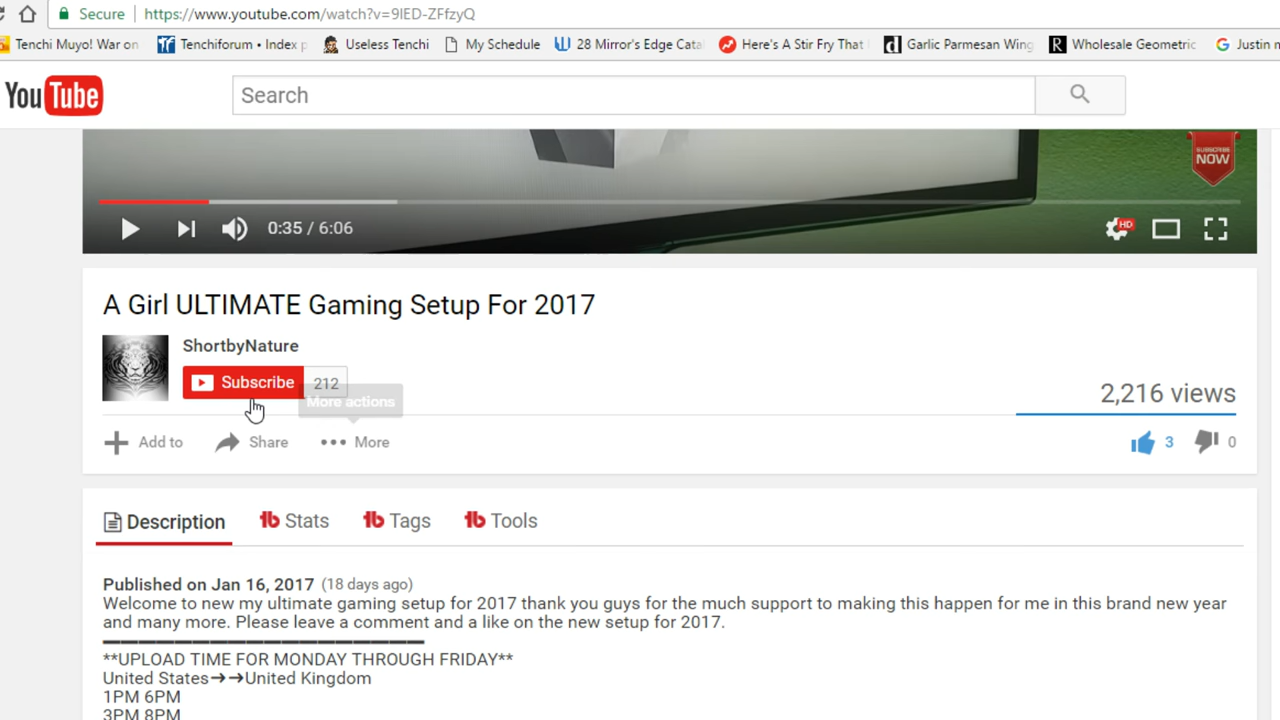 Secure https://www.youtube.com/watch?v=9lED-ZFfzyQ
Tenchi Muyo! War on Tenchiforum • Index p Useless Tenchi My Schedule 28 Mirror's Edge Cata Here's A Stir Fry That Garlic Parmesan Wing Wholesale Geometric Justin m
YouTube Search
SUBSCRIBE
NOW
0:35 / 6:06 HD
A Girl ULTIMATE Gaming Setup For 2017
ShortbyNature
Subscribe 212
More actions
2,216 views
Add to Share More 3 0
Description Stats Tags Tools
Published on Jan 16, 2017 (18 days ago)
Welcome to new my ultimate gaming setup for 2017 thank you guys for the much support to making this happen for me in this brand new year
and many more. Please leave a comment and a like on the new setup for 2017.
**UPLOAD TIME FOR MONDAY THROUGH FRIDAY**
United States➔➔United Kingdom
1PM 6PM
3PM 8PM